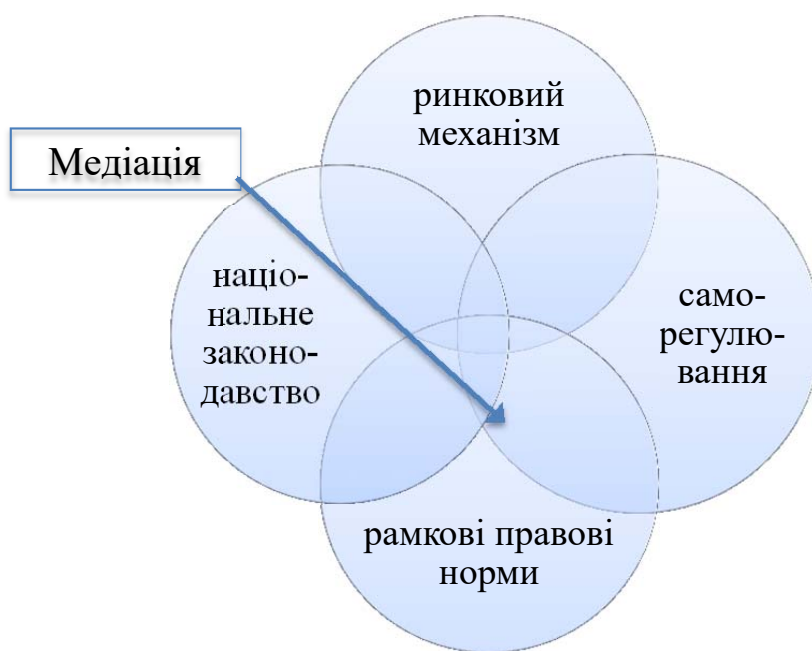 ринковий
механізм
Медіація
націо-
нальне
законо-
давство
само-
регулю-
вання
рамкові правові
норми